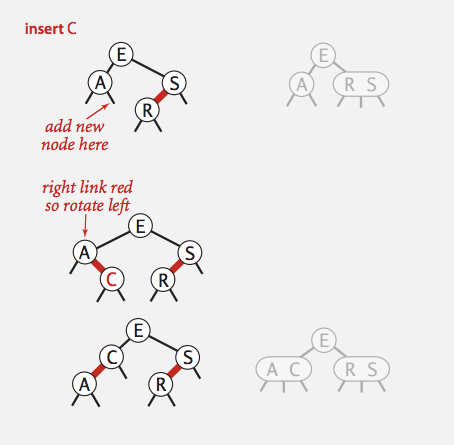 insert C
E
A
S
R
add new
node here
E
A
R S
right link red
so rotate left
E
A
S
C
R
E
C
S
A
R
E
A C
R S